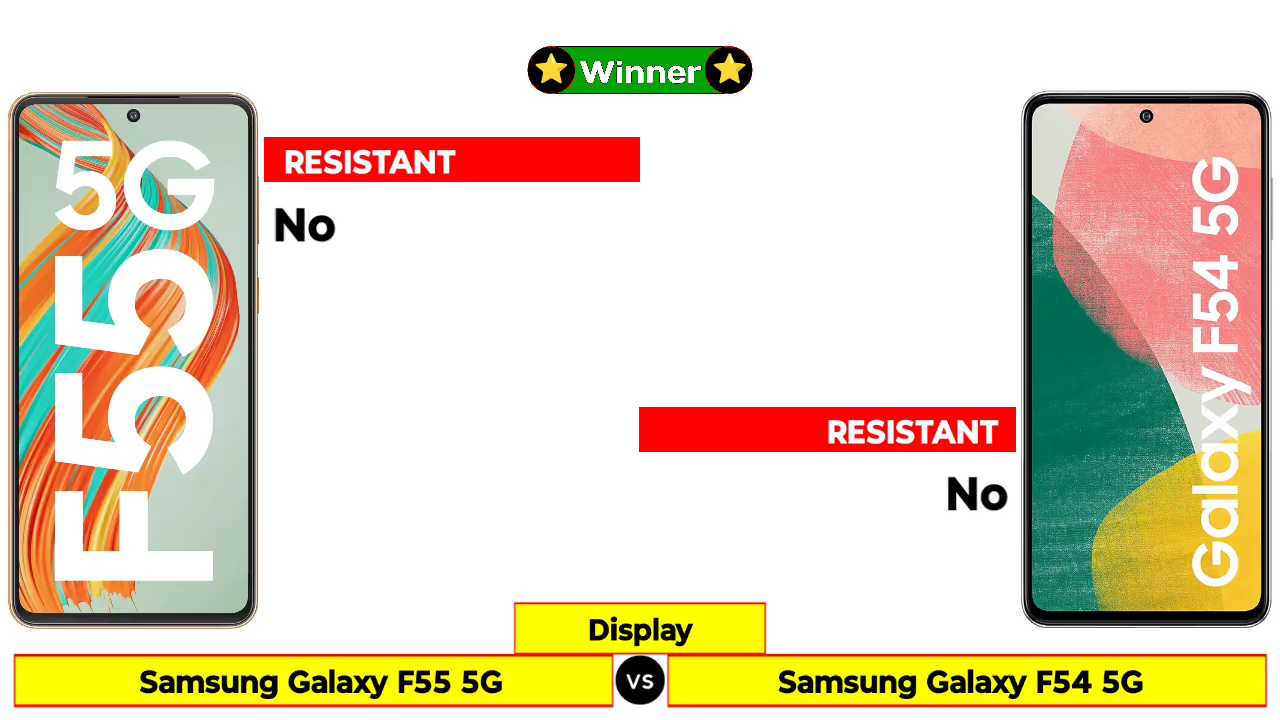 Winner
RESISTANT
No
5G
F55
Galaxy F54 5G
RESISTANT
No
Display
Samsung Galaxy F55 5G
VS
Samsung Galaxy F54 5G